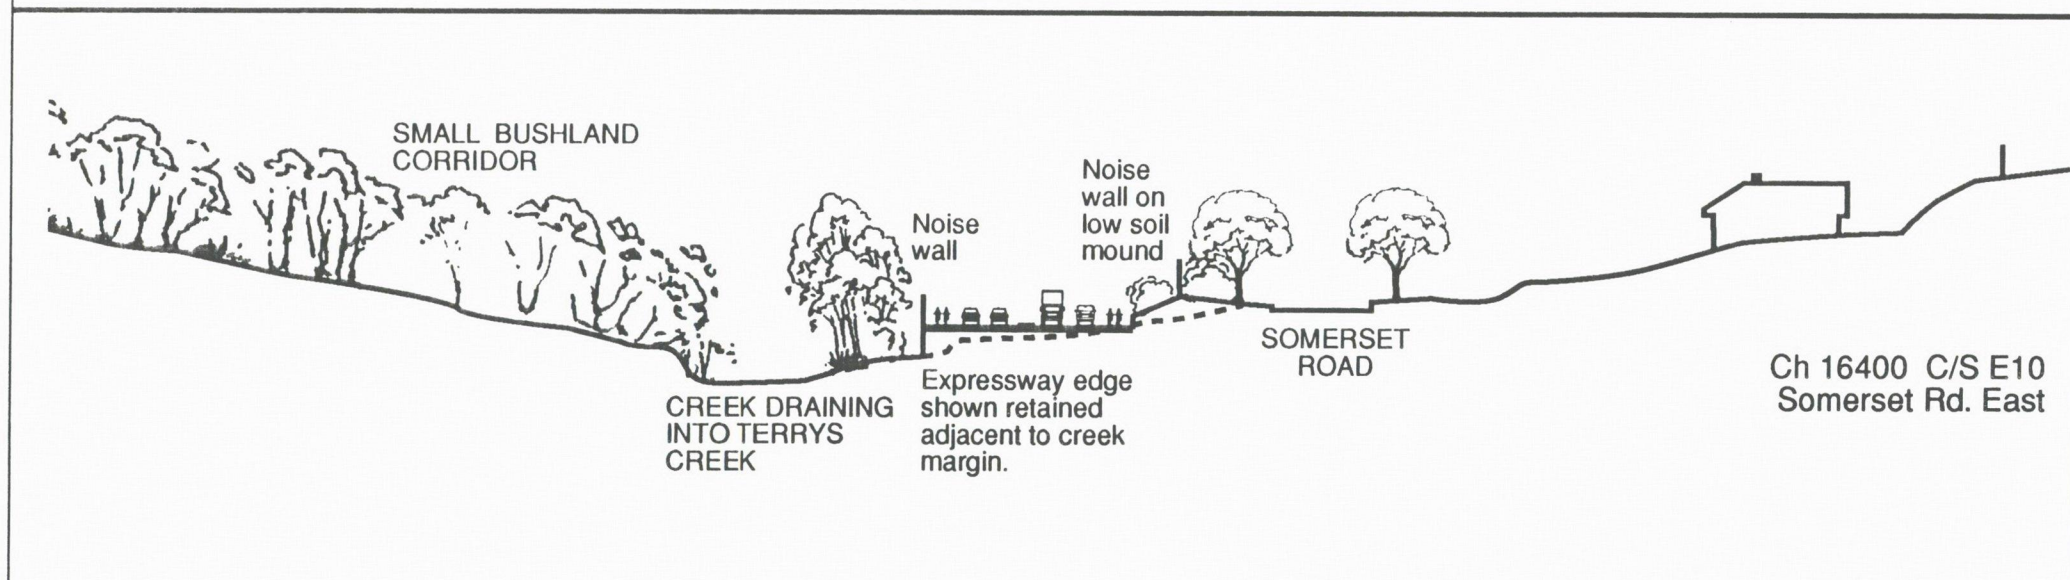 SMALL BUSHLAND
CORRIDOR
Noise
wall
Noise
wall on
low soil
mound
SOMERSET
ROAD
CREEK DRAINING
INTO TERRYS
CREEK
Expressway edge
shown retained
adjacent to creek
margin.
Ch 16400 C/S E10
Somerset Rd. East